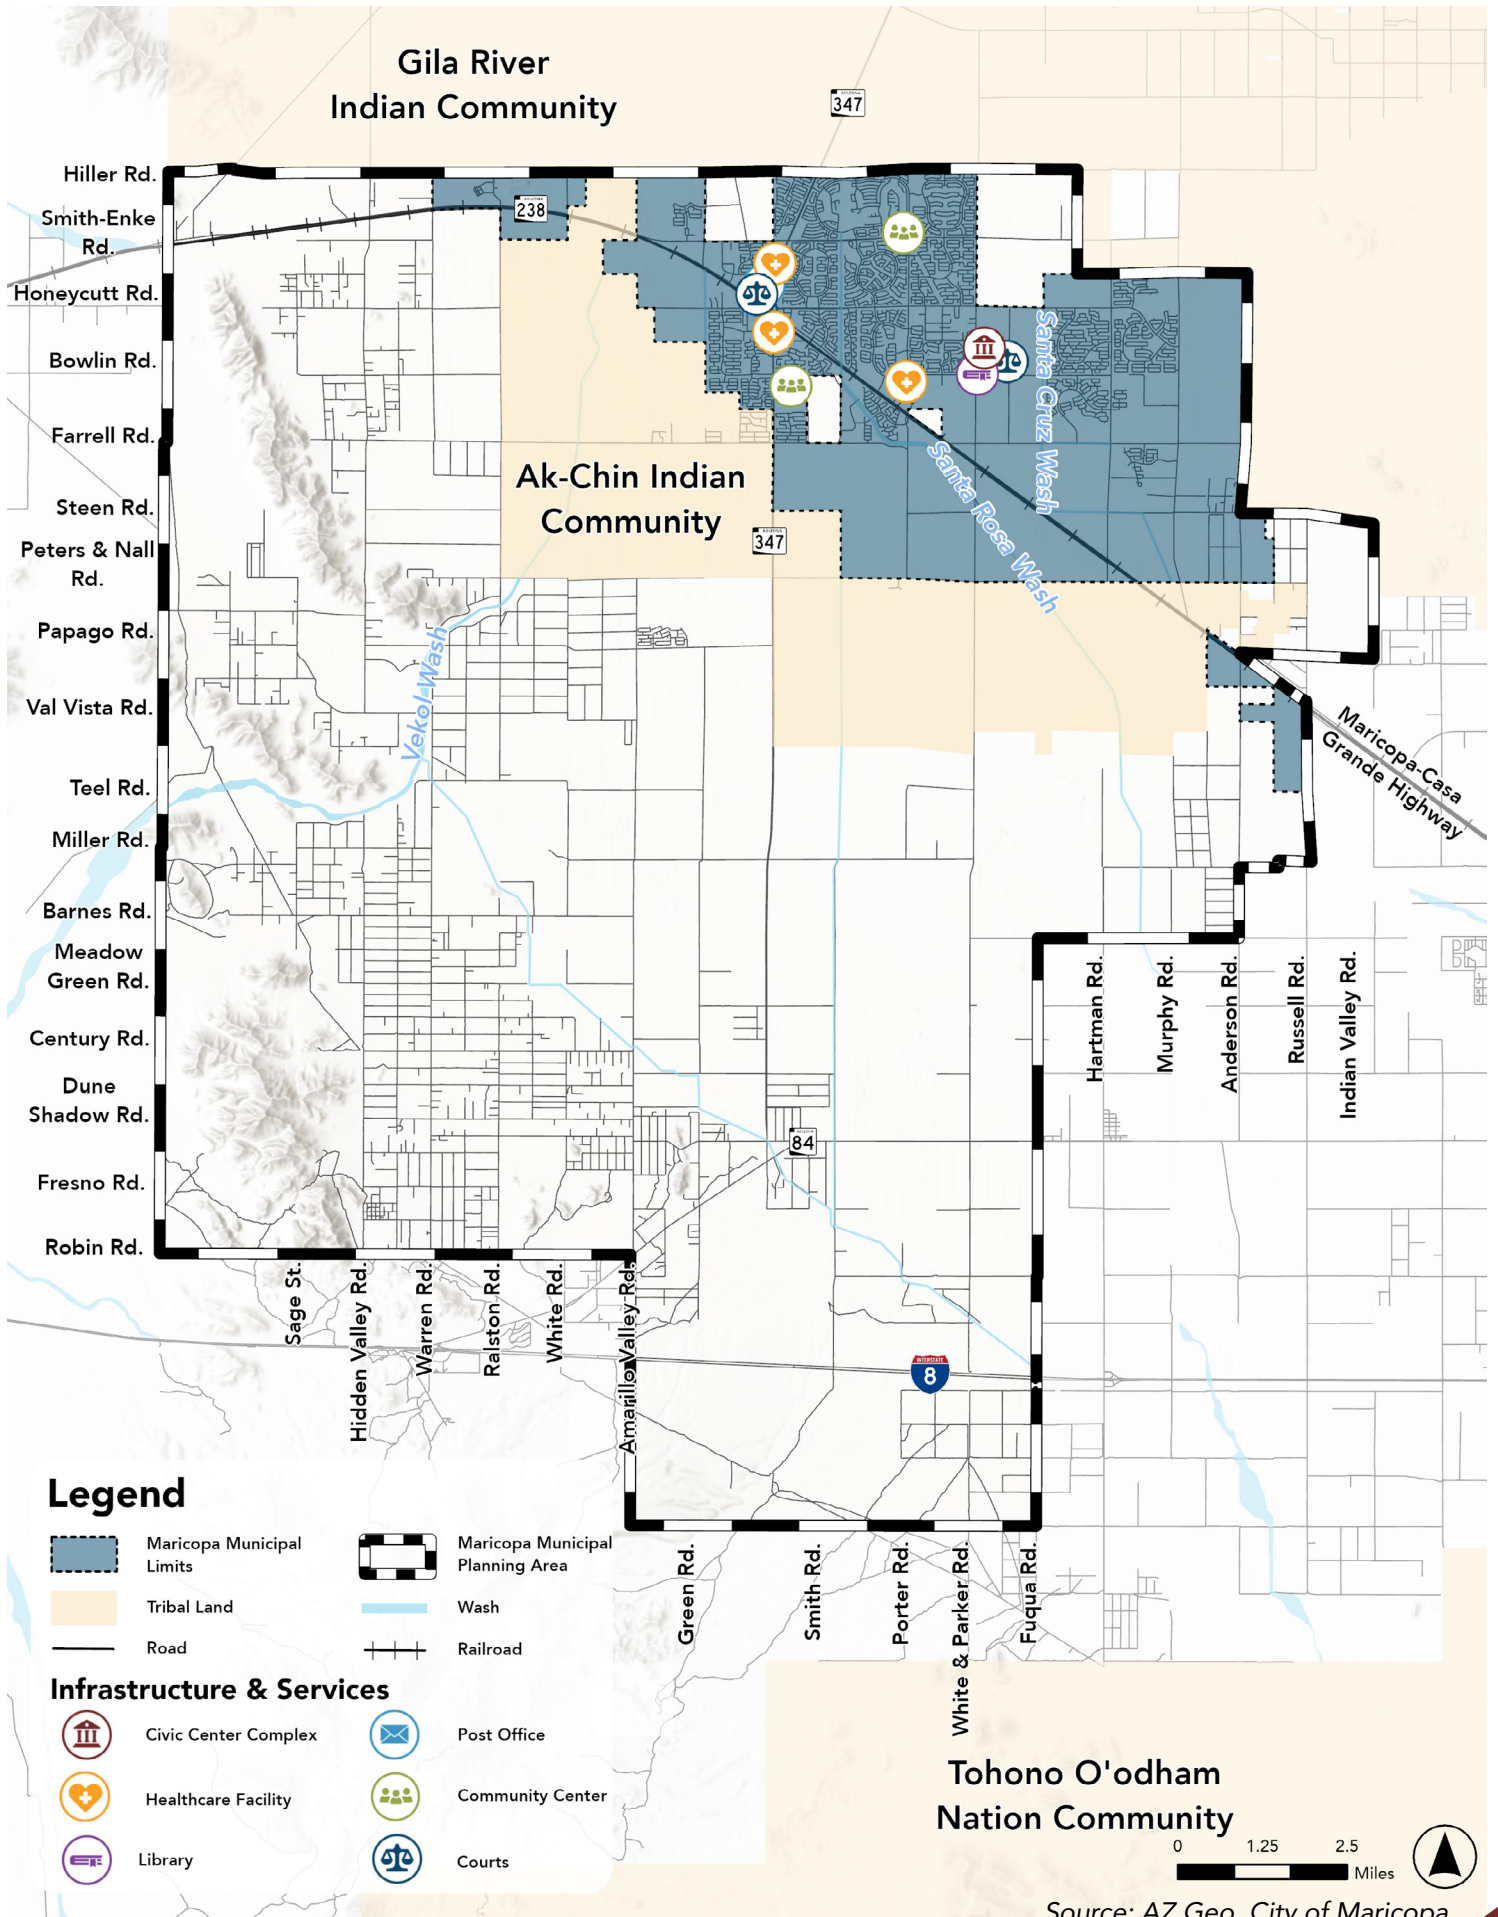 Gila River
Indian Community
ARIZONA
347
Hiller Rd.
Smith-Enke
Rd.
ARIZONA
238
Honeycutt Rd.
Bowlin Rd.
Farrell Rd.
Steen Rd.
Peters & Nall
Rd.
Papago Rd.
Val Vista Rd.
Teel Rd.
Miller Rd.
Barnes Rd.
Meadow
Green Rd.
Century Rd.
Dune
Shadow Rd.
Fresno Rd.
Robin Rd.
Ak-Chin Indian
Community
ARIZONA
347
Santa Cruz Wash
Santa Rosa Wash
Vekol Wash
Maricopa-Casa
Grande Highway
Hartman Rd.
Murphy Rd.
Anderson Rd.
Russell Rd.
Indian Valley Rd.
ARIZONA
84
Sage St.
Hidden Valley Rd.
Warren Rd.
Ralston Rd.
White Rd.
Amarillo Valley Rd.
INTERSTATE
8
Green Rd.
Smith Rd.
Porter Rd.
White & Parker Rd.
Fuqua Rd.
Legend
Maricopa Municipal
Limits
Maricopa Municipal
Planning Area
Tribal Land
Wash
Road
Railroad
Infrastructure & Services
Civic Center Complex
Post Office
Healthcare Facility
Community Center
Library
Courts
Tohono O'odham
Nation Community
0 1.25 2.5
Miles
Source: AZ Geo, City of Maricopa